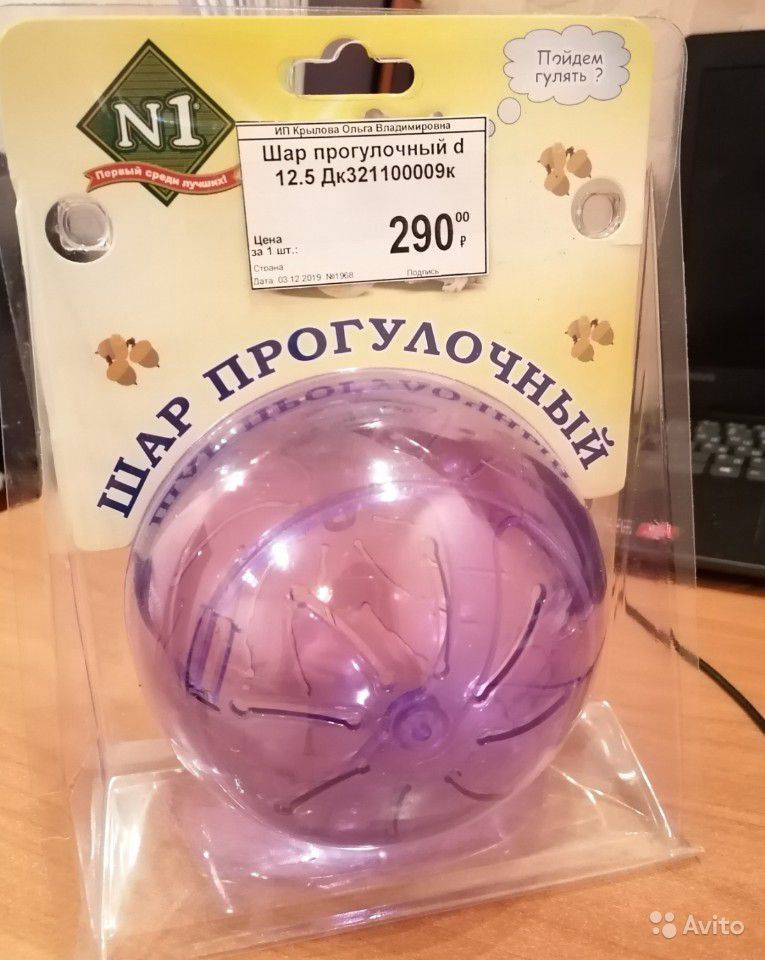 Пойдем
гулять ?
N1
Первый среди лучших!
ИП Крылова Ольга Владимировна
Шар прогулочный d
12.5 Дк321100009к
Цена
за 1 шт.:
290 00 ₽
Страна
Дата: 03.12.2019 №1968
Подпись
ШАР ПРОГУЛОЧНЫЙ
Avito